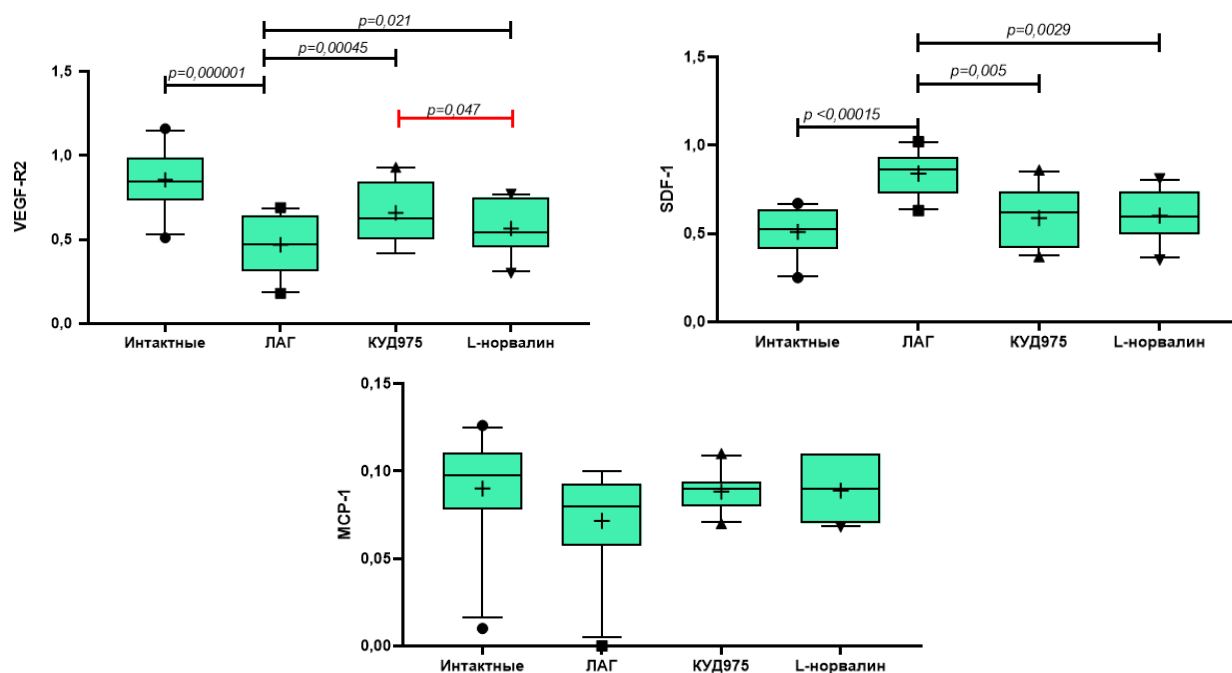 p=0,021
p=0,00045
p=0,000001
p=0,047
VEGF-R2
1,5
1,0
0,5
0,0
Интактные ЛАГ КУД975 L-норвалин
p=0,0029
p=0,005
p <0,00015
SDF-1
1,5
1,0
0,5
0,0
Интактные ЛАГ КУД975 L-норвалин
MCP-1
0,15
0,10
0,05
0,00
Интактные ЛАГ КУД975 L-норвалин